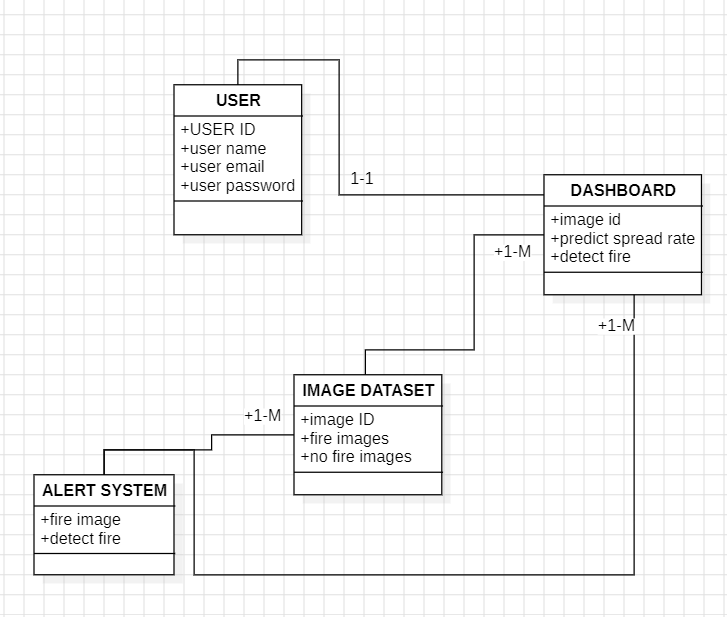 USER
+USER ID
+user name
+user email
+user password
1-1
DASHBOARD
+image id
+predict spread rate
+detect fire
+1-M
+1-M
IMAGE DATASET
+image ID
+fire images
+no fire images
+1-M
ALERT SYSTEM
+fire image
+detect fire